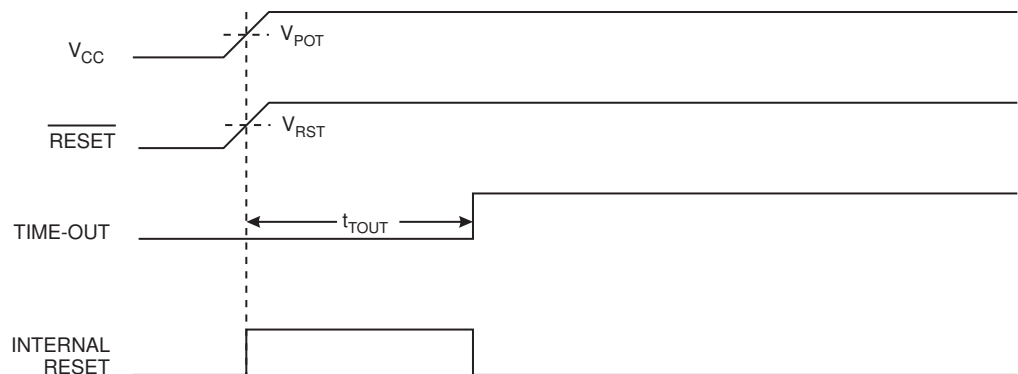 VCC
VPOT
RESET
VRST
TIME-OUT
tTOUT
INTERNAL
RESET